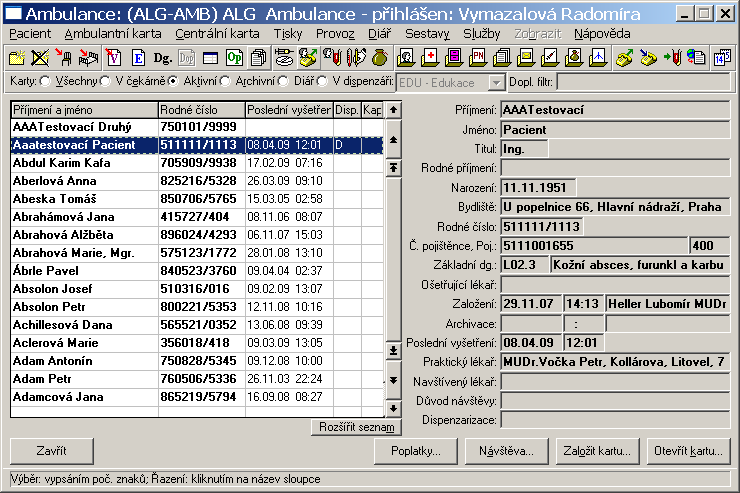 Ambulance: (ALG-AMB) ALG Ambulance - přihlášen: Vymazalová Radomíra
Pacient Ambulantní karta Centrální karta Tisky Provoz Diář Sestavy Služby Zobrazit Nápověda
Karty: Všechny V čekárně Aktivní Archivní Diář V dispenzáři: EDU - Edukace Dopl. filtr:
Příjmení a jméno Rodné číslo Poslední vyšetřer Disp. Kap
AAATestovací Druhý 750101/9999
Aaatestovací Pacient 511111/1113 08.04.09 12:01 D
Abdul Karim Kafa 705909/9938 17.02.09 07:16
Aberlová Anna 825216/5328 26.03.09 09:10
Abeska Tomáš 850706/5765 15.03.05 02:58
Abrahámová Jana 415727/404 08.11.06 08:07
Abrahová Alžběta 896024/4293 06.11.07 15:03
Abrahová Marie, Mgr. 575123/1772 28.01.08 13:10
Ábrle Pavel 840523/3760 09.04.04 02:37
Absolon Josef 510316/016 09.02.09 13:07
Absolon Petr 800221/5353 12.11.08 10:16
Achillesová Dana 565521/0352 13.06.08 09:39
Aclerová Marie 356018/418 09.03.09 13:05
Adam Antonín 750828/5345 09.12.08 10:00
Adam Petr 760506/5336 26.11.03 22:24
Adamcová Jana 865219/5794 16.09.08 08:27
Rozšířit seznam
Příjmení: AAATestovací
Jméno: Pacient
Titul: Ing.
Rodné příjmení:
Narození: 11.11.1951
Bydliště: U popelnice 66, Hlavní nádraží, Praha
Rodné číslo: 511111/1113
Č. pojištěnce, Poj.: 5111001655 400
Základní dg.: L02.3 Kožní absces, furunkl a karbu
Ošetřující lékař:
Založení: 29.11.07 14:13 Heller Lubomír MUDr
Archivace: :
Poslední vyšetření: 08.04.09 12:01
Praktický lékař: MUDr.Vočka Petr, Kollárova, Litovel, 7
Navštívený lékař:
Důvod návštěvy:
Dispenzarizace:
Zavřít Poplatky... Návštěva... Založit kartu... Otevřít kartu...
Výběr: vypsáním poč. znaků; Řazení: kliknutím na název sloupce